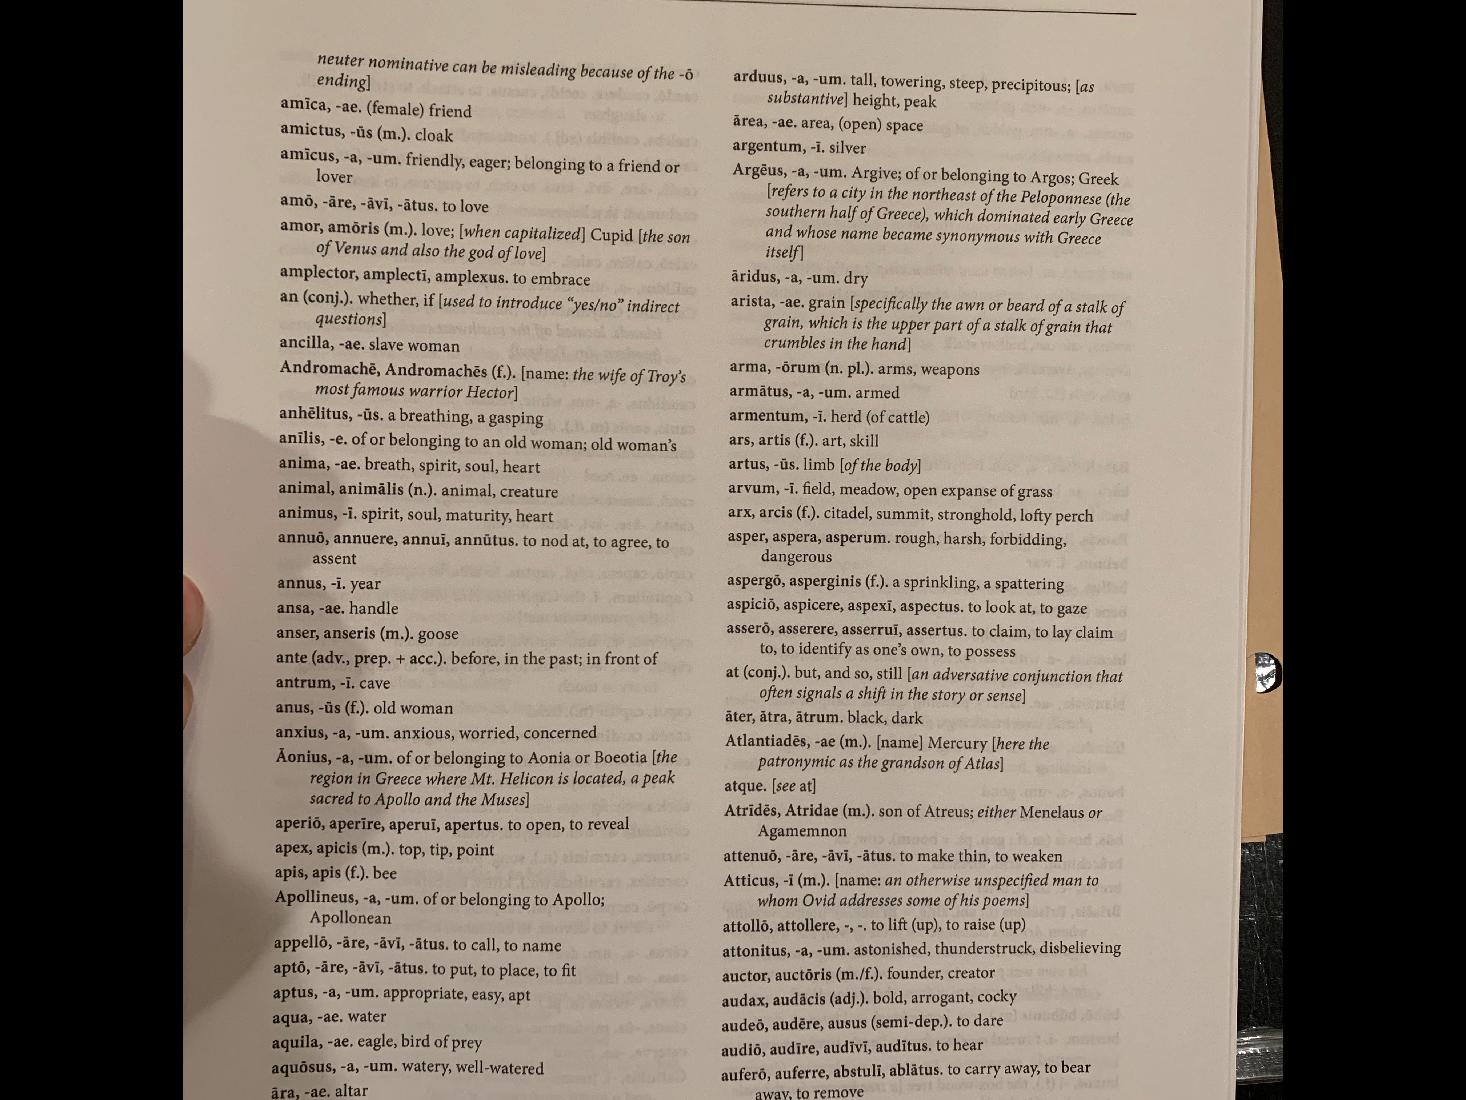 neuter nominative can be misleading because of the -ō
ending]
amīca, -ae. (female) friend
amictus, -ūs (m.). cloak
amīcus, -a, -um. friendly, eager; belonging to a friend or
lover
amō, -āre, -āvī, -ātus. to love
amor, amōris (m.). love; [when capitalized] Cupid [the son
of Venus and also the god of love]
amplector, amplectī, amplexus. to embrace
an (conj.). whether, if [used to introduce “yes/no” indirect
questions]
ancilla, -ae. slave woman
Andromachē, Andromachēs (f.). [name: the wife of Troy’s
most famous warrior Hector]
anhēlitus, -ūs. a breathing, a gasping
anīlis, -e. of or belonging to an old woman; old woman’s
anima, -ae. breath, spirit, soul, heart
animal, animālis (n.). animal, creature
animus, -ī. spirit, soul, maturity, heart
annuō, annuere, annuī, annūtus. to nod at, to agree, to
assent
annus, -ī. year
ansa, -ae. handle
anser, anseris (m.). goose
ante (adv., prep. + acc.). before, in the past; in front of
antrum, -ī. cave
anus, -ūs (f.). old woman
anxius, -a, -um. anxious, worried, concerned
Āonius, -a, -um. of or belonging to Aonia or Boeotia [the
region in Greece where Mt. Helicon is located, a peak
sacred to Apollo and the Muses]
aperiō, aperīre, aperuī, apertus. to open, to reveal
apex, apicis (m.). top, tip, point
apis, apis (f.). bee
Apollineus, -a, -um. of or belonging to Apollo;
Apollonean
appellō, -āre, -āvī, -ātus. to call, to name
aptō, -āre, -āvī, -ātus. to put, to place, to fit
aptus, -a, -um. appropriate, easy, apt
aqua, -ae. water
aquila, -ae. eagle, bird of prey
aquōsus, -a, -um. watery, well-watered
āra, -ae. altar
arduus, -a, -um. tall, towering, steep, precipitous; [as
substantive] height, peak
ārea, -ae. area, (open) space
argentum, -ī. silver
Argēus, -a, -um. Argive; of or belonging to Argos; Greek
[refers to a city in the northeast of the Peloponnese (the
southern half of Greece), which dominated early Greece
and whose name became synonymous with Greece
itself]
āridus, -a, -um. dry
arista, -ae. grain [specifically the awn or beard of a stalk of
grain, which is the upper part of a stalk of grain that
crumbles in the hand]
arma, -ōrum (n. pl.). arms, weapons
armātus, -a, -um. armed
armentum, -ī. herd (of cattle)
ars, artis (f.). art, skill
artus, -ūs. limb [of the body]
arvum, -ī. field, meadow, open expanse of grass
arx, arcis (f.). citadel, summit, stronghold, lofty perch
asper, aspera, asperum. rough, harsh, forbidding,
dangerous
aspergō, asperginis (f.). a sprinkling, a spattering
aspiciō, aspicere, aspexī, aspectus. to look at, to gaze
asserō, asserere, asserruī, assertus. to claim, to lay claim
to, to identify as one’s own, to possess
at (conj.). but, and so, still [an adversative conjunction that
often signals a shift in the story or sense]
āter, ātra, ātrum. black, dark
Atlantiadēs, -ae (m.). [name] Mercury [here the
patronymic as the grandson of Atlas]
atque. [see at]
Atrīdēs, Atridae (m.). son of Atreus; either Menelaus or
Agamemnon
attenuō, -āre, -āvī, -ātus. to make thin, to weaken
Atticus, -ī (m.). [name: an otherwise unspecified man to
whom Ovid addresses some of his poems]
attollō, attollere, -, -. to lift (up), to raise (up)
attonitus, -a, -um. astonished, thunderstruck, disbelieving
auctor, auctōris (m./f.). founder, creator
audax, audācis (adj.). bold, arrogant, cocky
audeō, audēre, ausus (semi-dep.). to dare
audiō, audīre, audīvī, audītus. to hear
auferō, auferre, abstulī, ablātus. to carry away, to bear
away, to remove